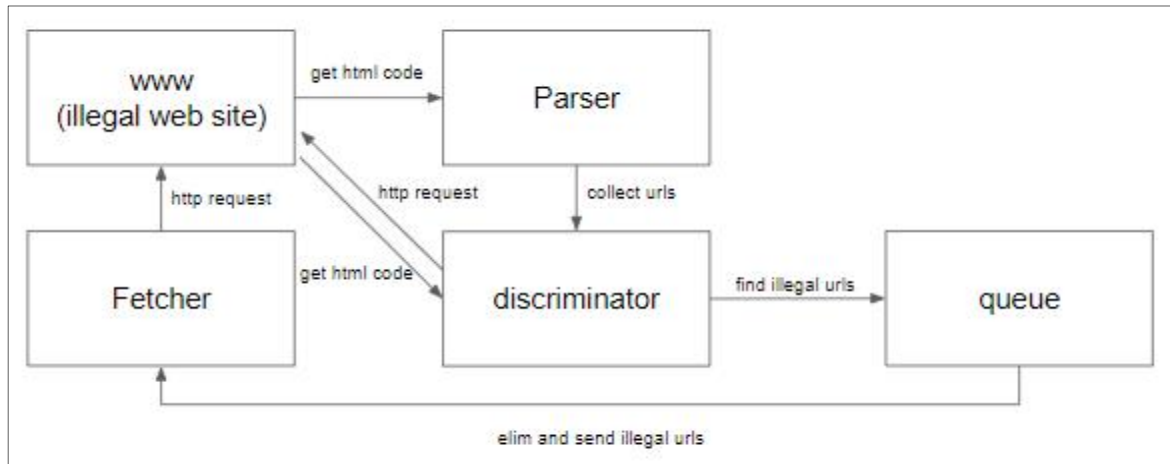 www
(illegal web site)
get html code
Parser
http request
http request
collect urls
Fetcher
get html code
discriminator
find illegal urls
queue
elim and send illegal urls